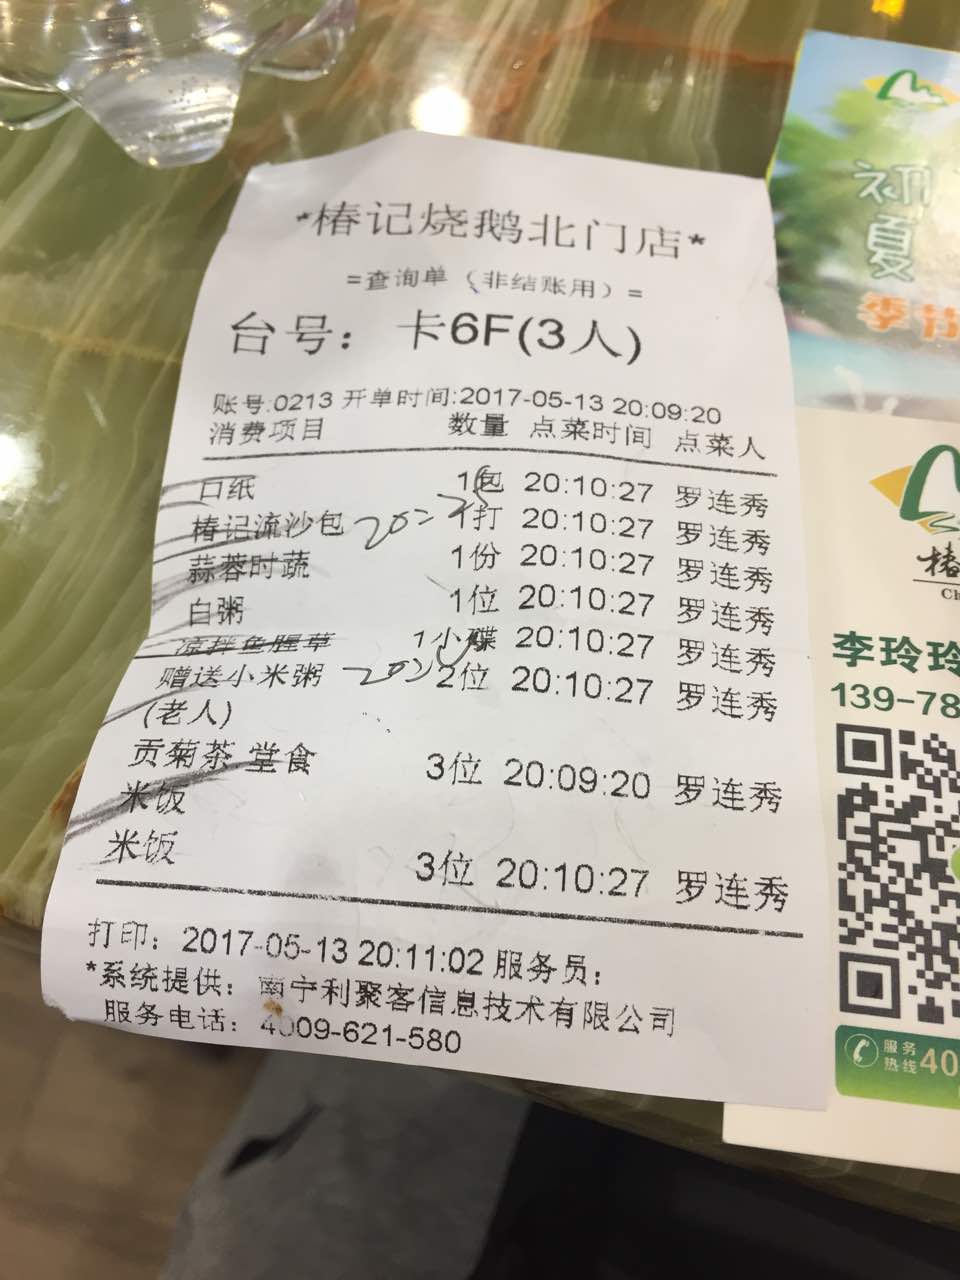 *椿记烧鹅北门店*
=查询单（非结账用）=
台号： 卡6F(3人)
账号:0213 开单时间:2017-05-13 20:09:20
消费项目 数量 点菜时间 点菜人
口纸 1包 20:10:27 罗连秀
椿记流沙包 1打 20:10:27 罗连秀
蒜蓉时蔬 1份 20:10:27 罗连秀
白粥 1位 20:10:27 罗连秀
凉拌鱼腥草 1小碟 20:10:27 罗连秀
赠送小米粥 2位 20:10:27 罗连秀
(老人)
贡菊茶.堂食 3位 20:09:20 罗连秀
米饭
米饭 3位 20:10:27 罗连秀
打印： 2017-05-13 20:11:02 服务员：
*系统提供：南宁利聚客信息技术有限公司
服务电话：4009-621-580
初
夏
季节
椿
Ch
李玲玲
139-78
服务
热线 40